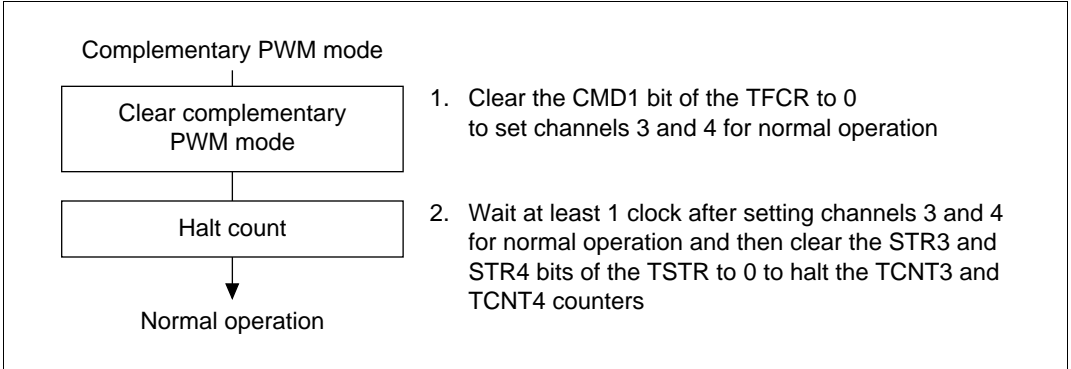 Complementary PWM mode
Clear complementary
PWM mode
1. Clear the CMD1 bit of the TFCR to 0
to set channels 3 and 4 for normal operation
Halt count
2. Wait at least 1 clock after setting channels 3 and 4
for normal operation and then clear the STR3 and
STR4 bits of the TSTR to 0 to halt the TCNT3 and
TCNT4 counters
Normal operation